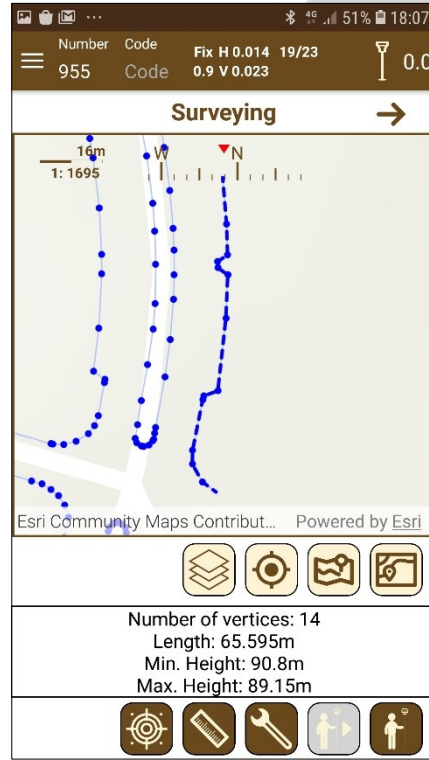 4G 51% 18:07
Number Code Fix H 0.014 19/23
955 Code 0.9 V 0.023 0.0
Surveying
16m W N
1: 1695
Esri Community Maps Contribut... Powered by Esri
Number of vertices: 14
Length: 65.595m
Min. Height: 90.8m
Max. Height: 89.15m